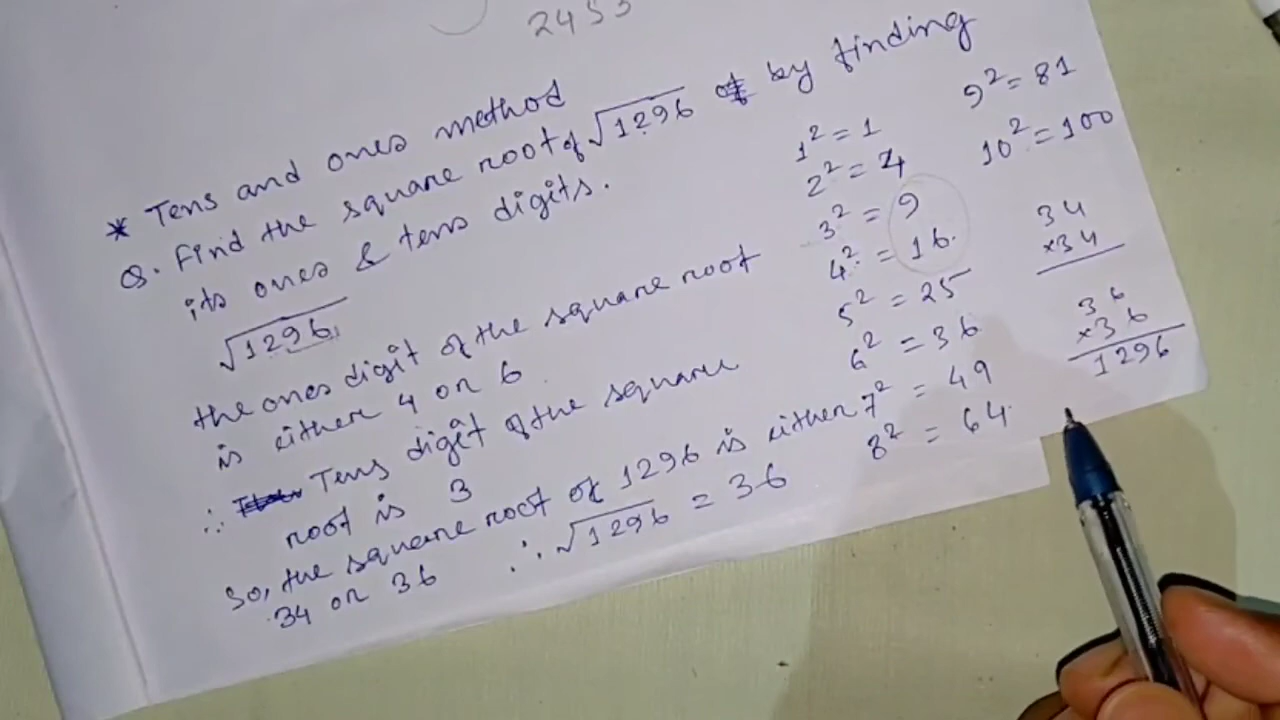 2453
* Tens and ones method
Q. Find the square root of √1296 by finding
its ones & tens digits.
√1296
the ones digit of the square root
is either 4 or 6.
∴ Tens digit of the square
root is 3
So, the square root of 1296 is either
34 or 36 ∴ √1296 = 36
1² = 1
2² = 4
3² = 9
4² = 16
5² = 25
6² = 36
7² = 49
8² = 64
9² = 81
10² = 100
34
×34
36
×36
1296